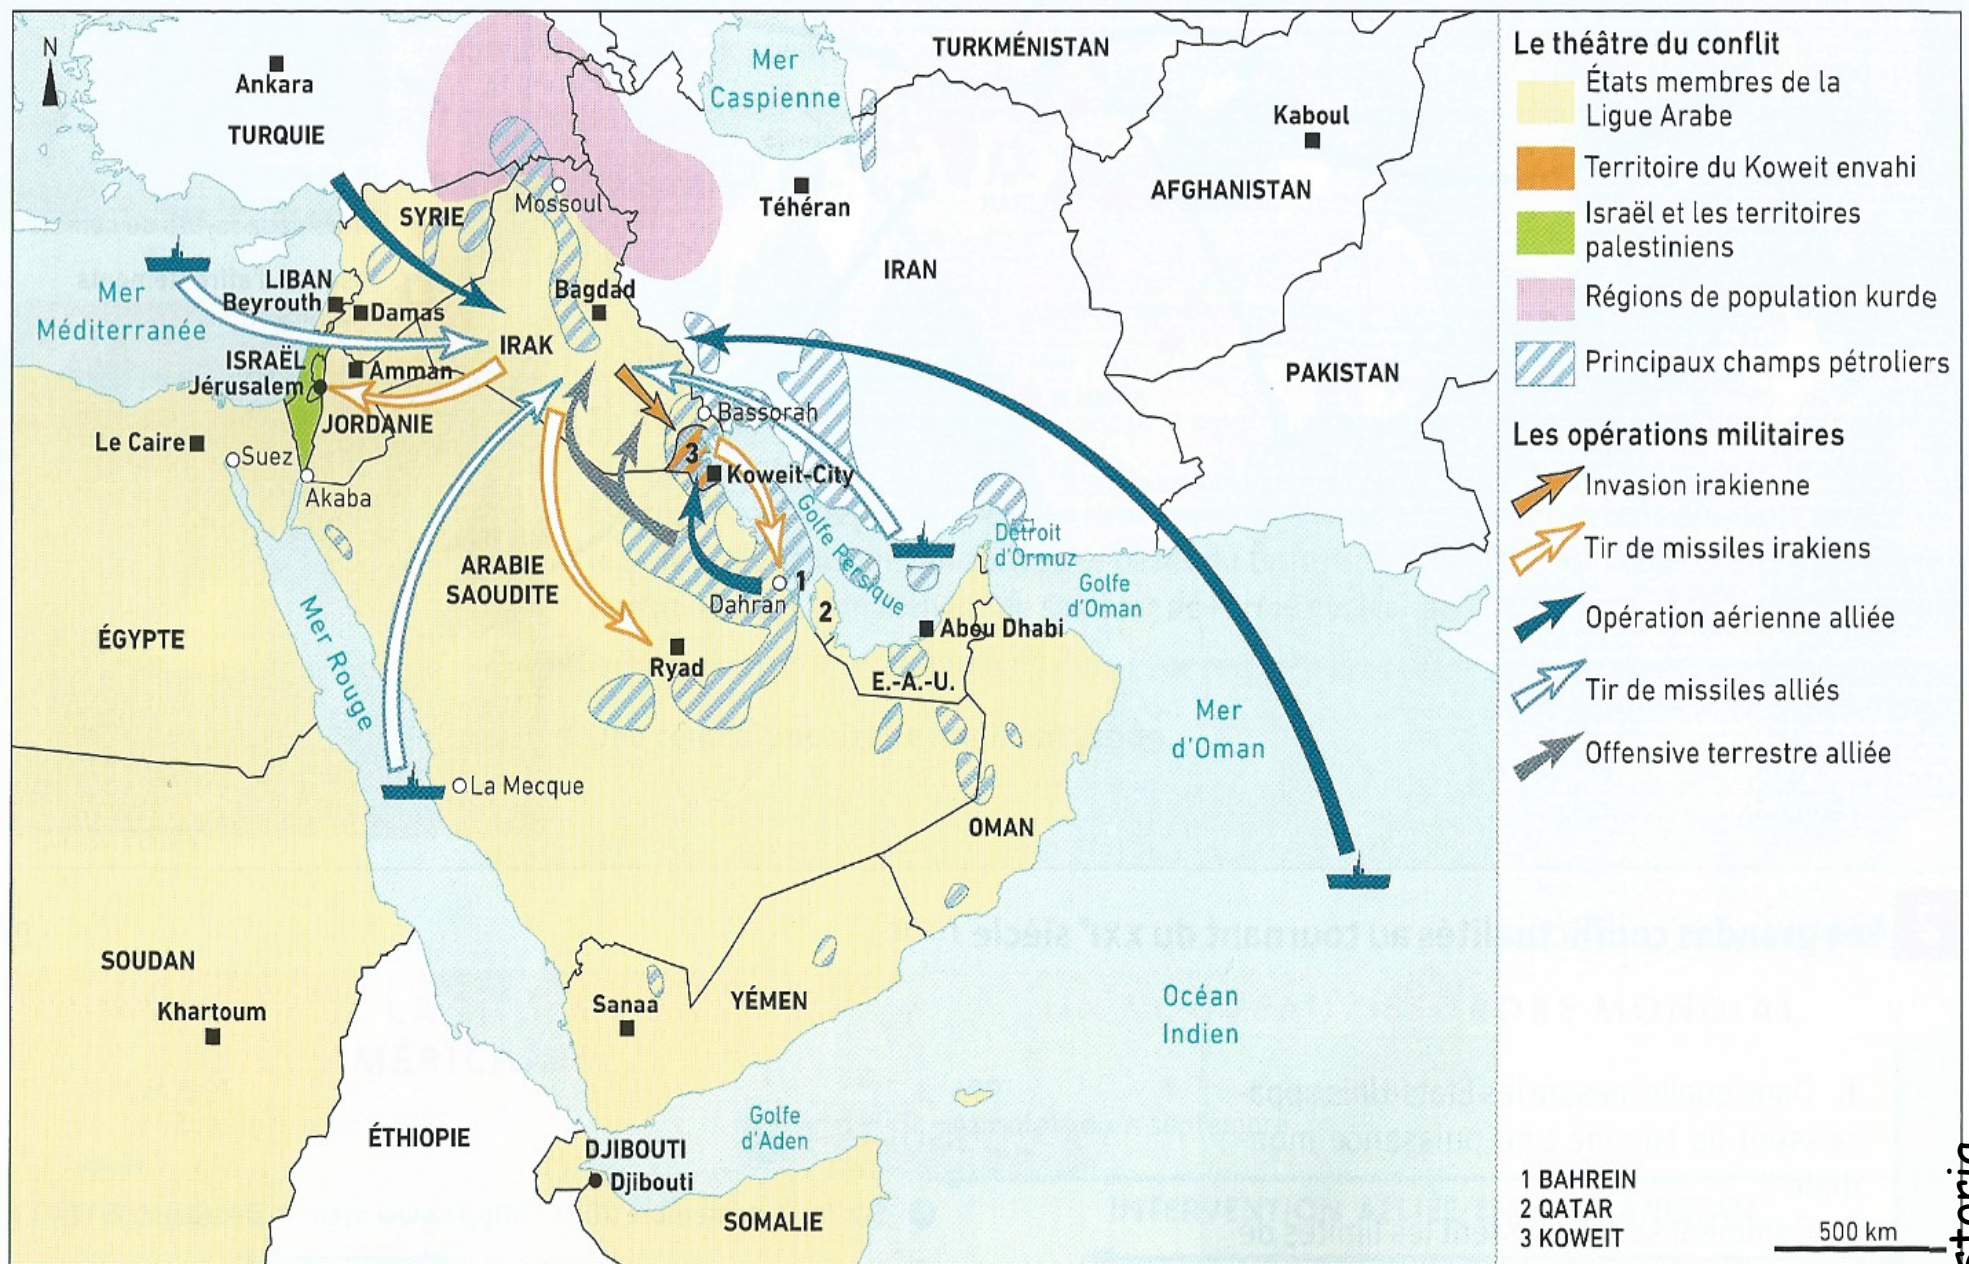 N
Ankara
TURQUIE
Mer
Caspienne
TURKMÉNISTAN
Kaboul
AFGHANISTAN
Téhéran
IRAN
PAKISTAN
SYRIE
Mossoul
LIBAN
Beyrouth
Damas
Bagdad
Mer
Méditerranée
IRAK
ISRAËL
Jérusalem
Amman
JORDANIE
Bassorah
Le Caire
Suez
Akaba
3
Koweit-City
Golfe Persique
Détroit
d'Ormuz
Golfe
d'Oman
ARABIE
SAOUDITE
Dahran
1
2
Abou Dhabi
E.-A.-U.
Ryad
ÉGYPTE
Mer Rouge
La Mecque
Mer
d'Oman
OMAN
SOUDAN
Khartoum
Sanaa
YÉMEN
Océan
Indien
ÉTHIOPIE
Golfe
d'Aden
DJIBOUTI
Djibouti
SOMALIE
Le théâtre du conflit
États membres de la
Ligue Arabe
Territoire du Koweit envahi
Israël et les territoires
palestiniens
Régions de population kurde
Principaux champs pétroliers
Les opérations militaires
Invasion irakienne
Tir de missiles irakiens
Opération aérienne alliée
Tir de missiles alliés
Offensive terrestre alliée
1 BAHREIN
2 QATAR
3 KOWEIT
500 km